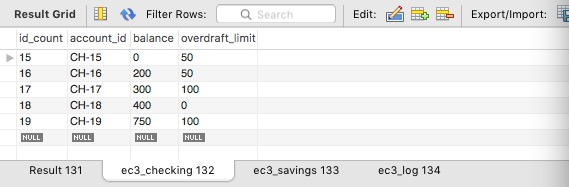 Result Grid Filter Rows: Search Edit: Export/Import:
id_count account_id balance overdraft_limit
15 CH-15 0 50
16 CH-16 200 50
17 CH-17 300 100
18 CH-18 400 0
19 CH-19 750 100
NULL NULL NULL NULL
Result 131 ec3_checking 132 ec3_savings 133 ec3_log 134